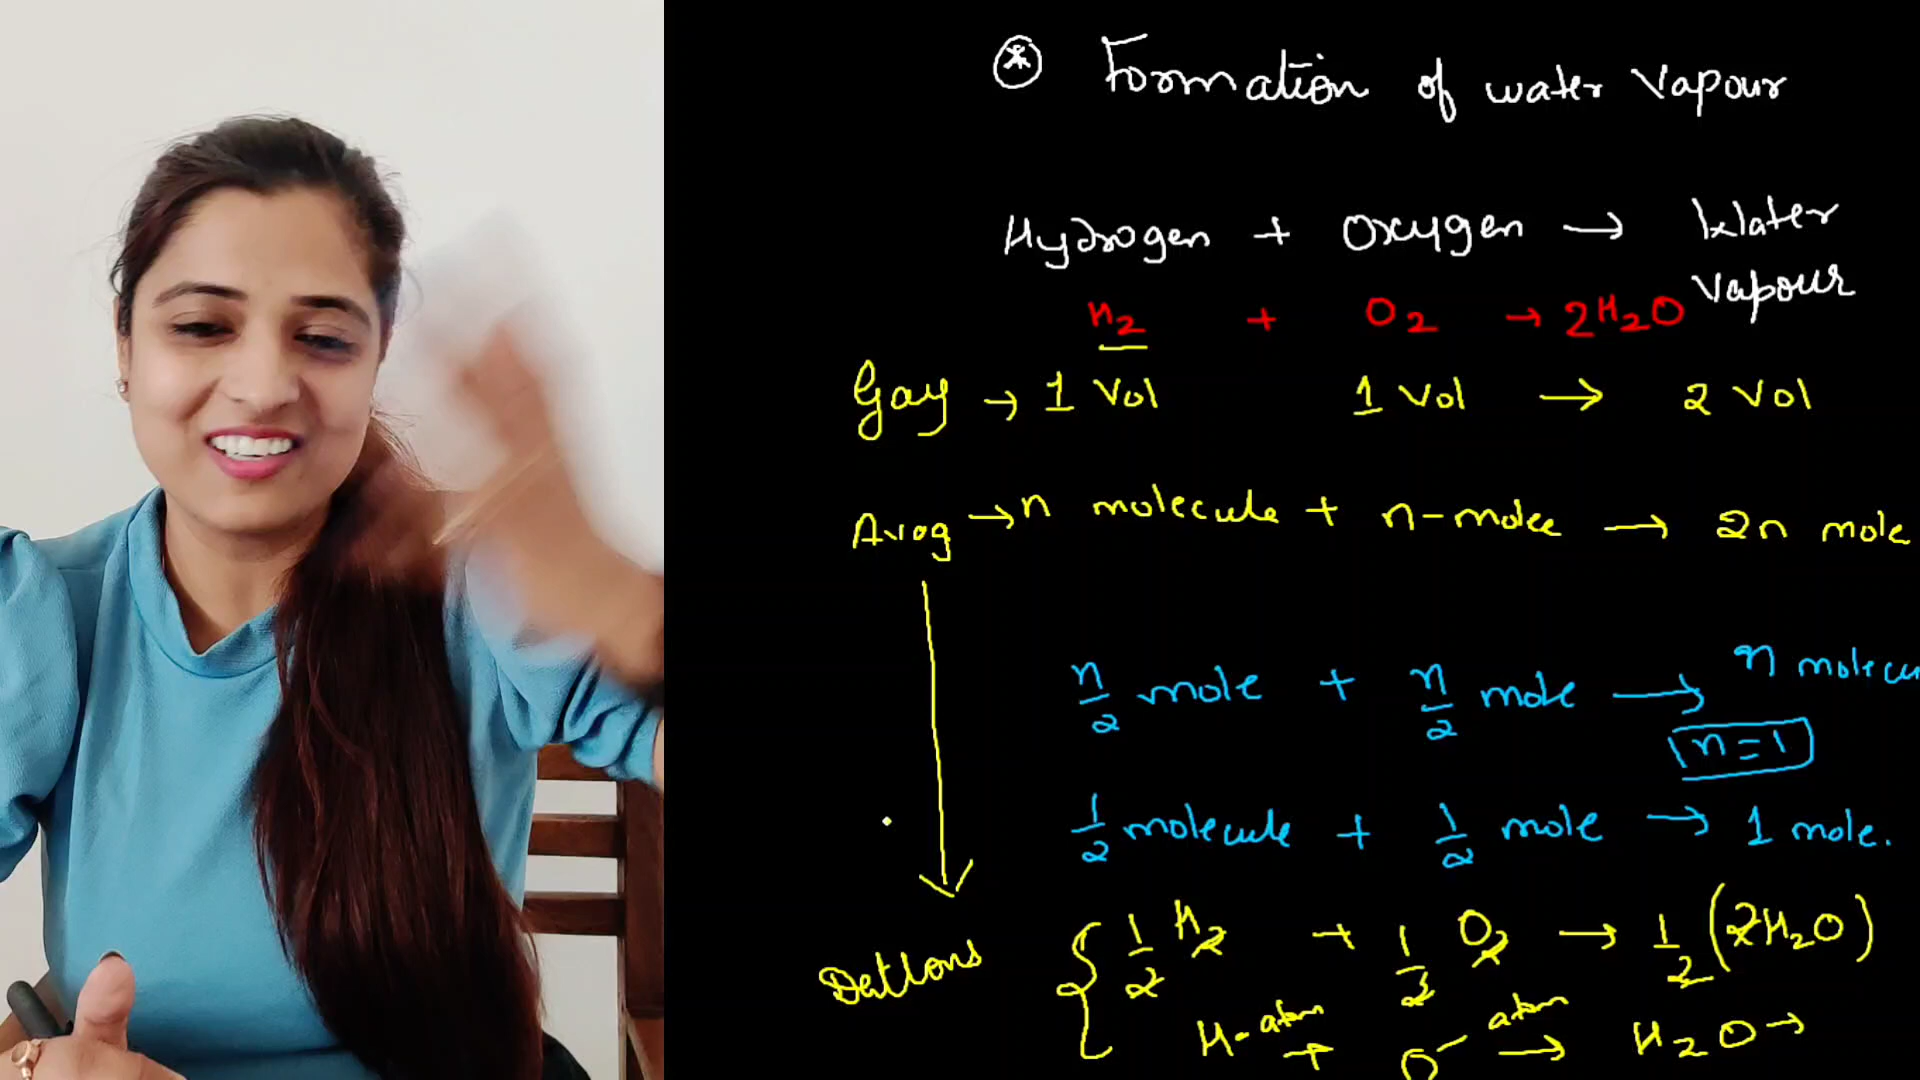 * Formation of water vapour
Hydrogen + Oxygen → Water vapour
H2 + O2 → 2H2O
Gay → 1 Vol 1 Vol → 2 Vol
Avog → n molecule + n-mole → 2n mole
n/2 mole + n/2 mole → n molecu
n=1
1/2 molecule + 1/2 mole → 1 mole.
1/2 H2 + 1/2 O2 → 1/2 (2H2O)
H-atom + O-atom → H2O →